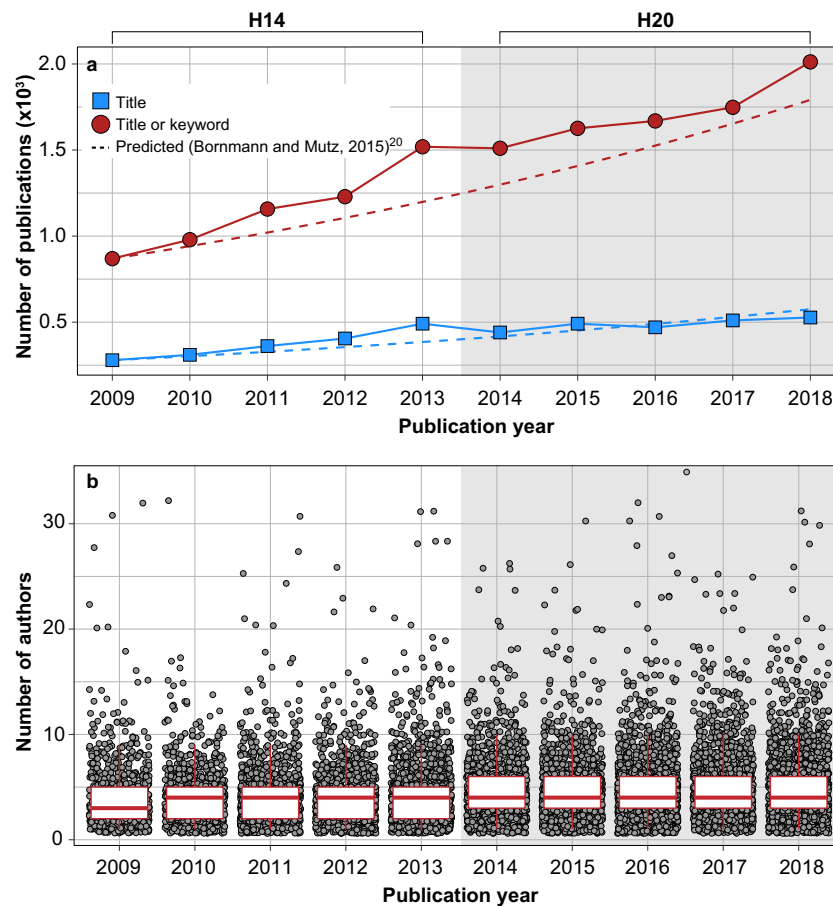 H14 H20
a
2.0
1.5
1.0
0.5
Number of publications (x10³)
Title
Title or keyword
Predicted (Bornmann and Mutz, 2015)²⁰
2009 2010 2011 2012 2013 2014 2015 2016 2017 2018
Publication year
b
30
20
10
0
Number of authors
2009 2010 2011 2012 2013 2014 2015 2016 2017 2018
Publication year